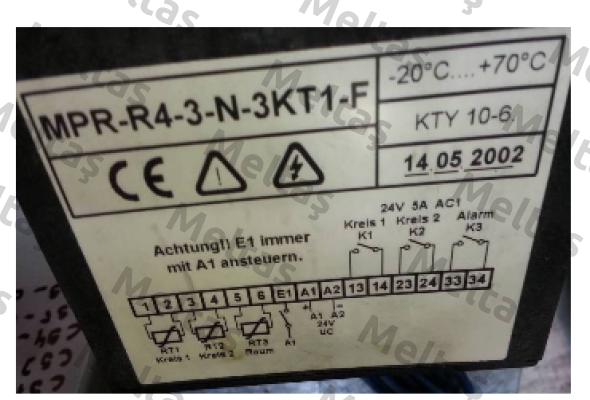 MPR-R4-3-N-3KT1-F
-20°C....+70°C
KTY 10-6.
CE
14.05.2002
24V 5A AC1
Kreis 1 Kreis 2 Alarm
K1 K2 K3
Achtung!! E1 immer
mit A1 ansteuern.
1 2 3 4 5 6 E1 A1 A2 13 14 23 24 33 34
+ −
A1 A2
24V
UC
RT1 RT2 RT3 A1
Kreis 1 Kreis 2 Raum
Meltaş